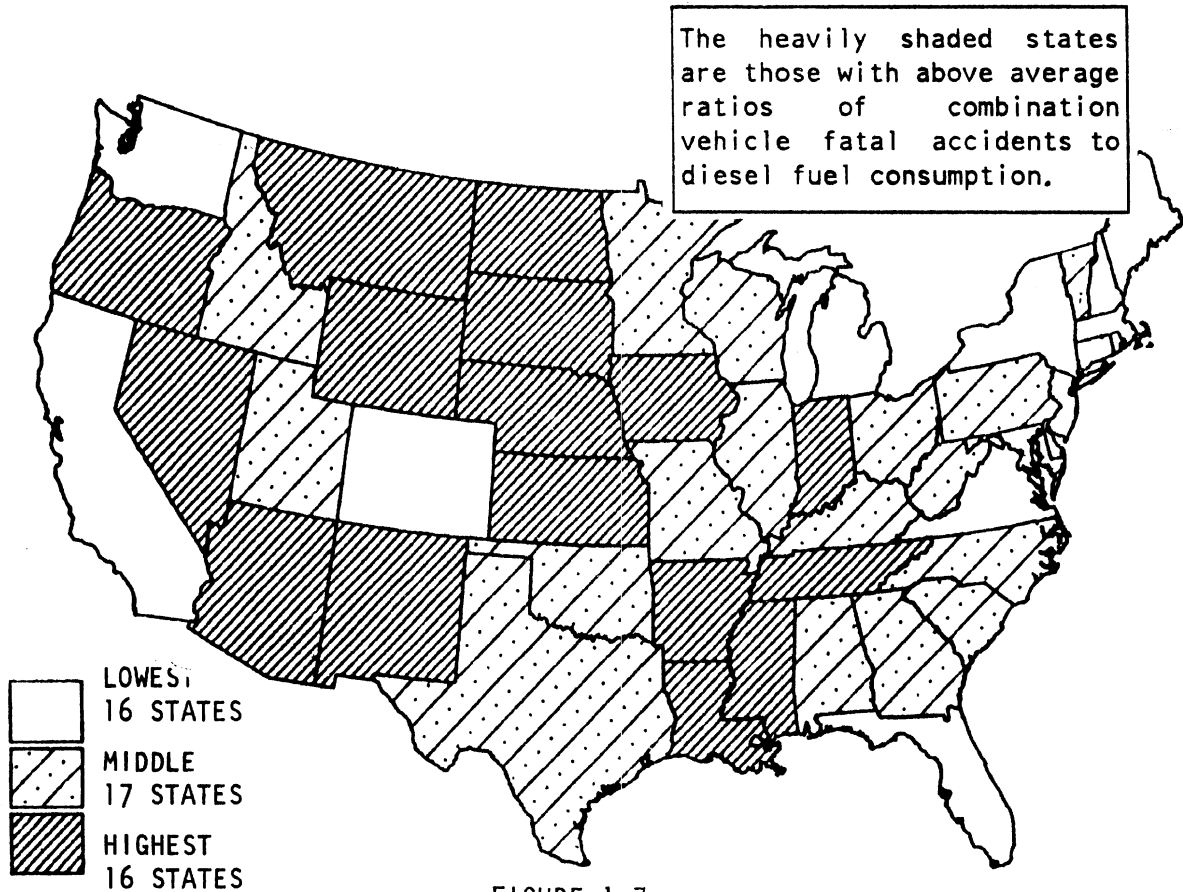 The heavily shaded states
are those with above average
ratios of combination
vehicle fatal accidents to
diesel fuel consumption.
LOWEST
16 STATES
MIDDLE
17 STATES
HIGHEST
16 STATES